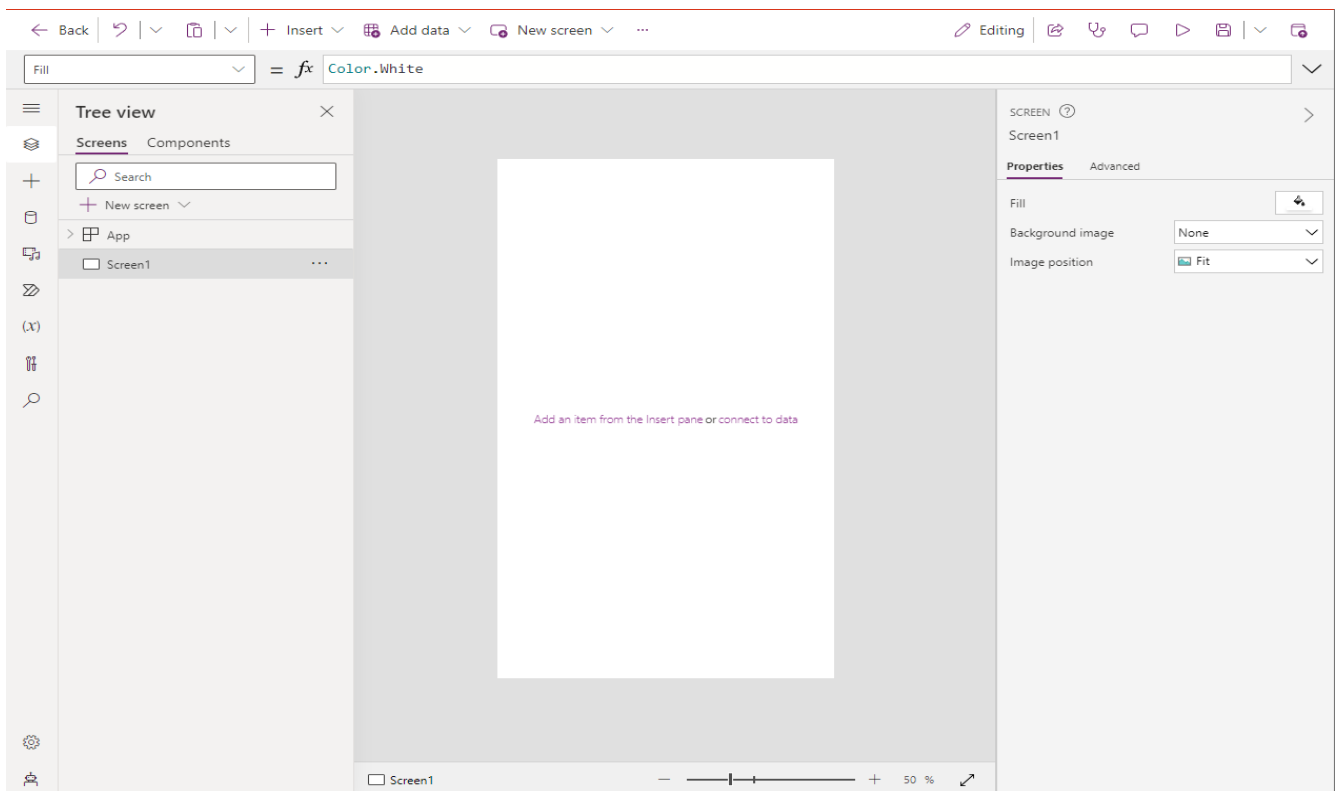 Back Insert Add data New screen ... Editing
Fill = fx Color.White
Tree view
Screens Components
Search
New screen
App
Screen1 ...
(x)
Add an item from the Insert pane or connect to data
Screen1 50 %
SCREEN ?
Screen1
Properties Advanced
Fill
Background image None
Image position Fit